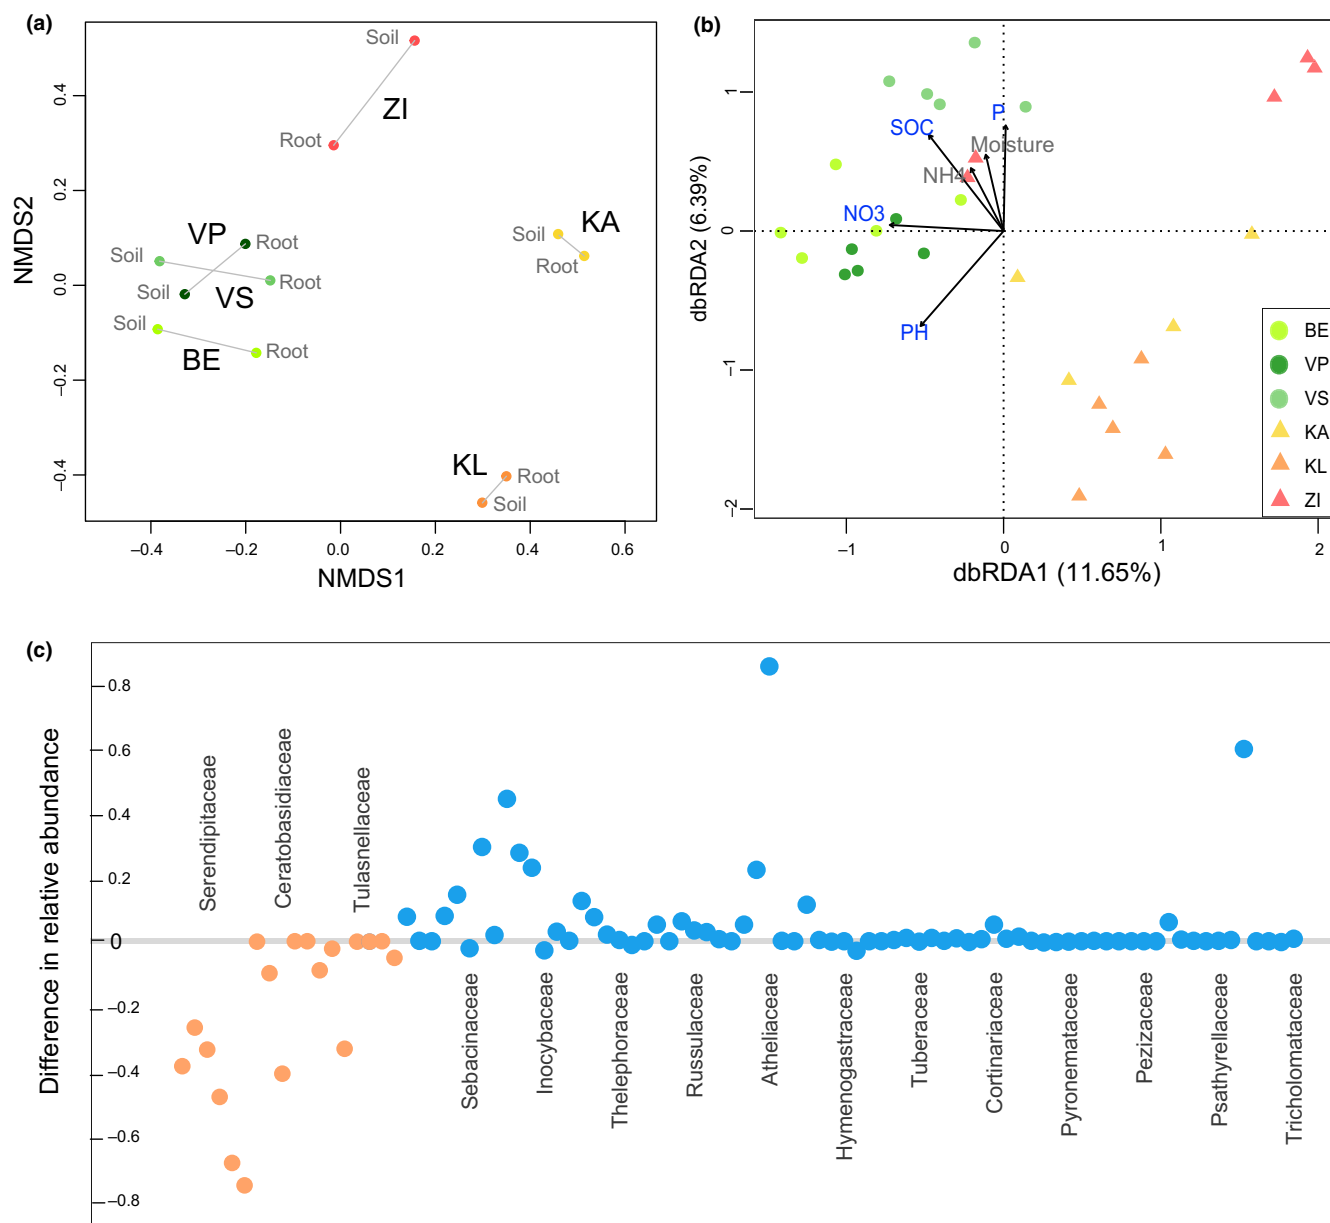 (a)
Soil
ZI
Root
VP
Root
Soil
Soil
VS
Root
Soil
BE
Root
KA
Soil
Root
KL
Root
Soil
0.4
0.2
0.0
−0.2
−0.4
NMDS2
−0.4
−0.2
0.0
0.2
0.4
0.6
NMDS1
(b)
P
SOC
Moisture
NH4
NO3
PH
1
0
−1
−2
dbRDA2 (6.39%)
−1
0
1
2
dbRDA1 (11.65%)
BE
VP
VS
KA
KL
ZI
(c)
0.8
0.6
0.4
0.2
0
−0.2
−0.4
−0.6
−0.8
Difference in relative abundance
Serendipitaceae
Ceratobasidiaceae
Tulasnellaceae
Sebacinaceae
Inocybaceae
Thelephoraceae
Russulaceae
Atheliaceae
Hymenogastraceae
Tuberaceae
Cortinariaceae
Pyronemataceae
Pezizaceae
Psathyrellaceae
Tricholomataceae